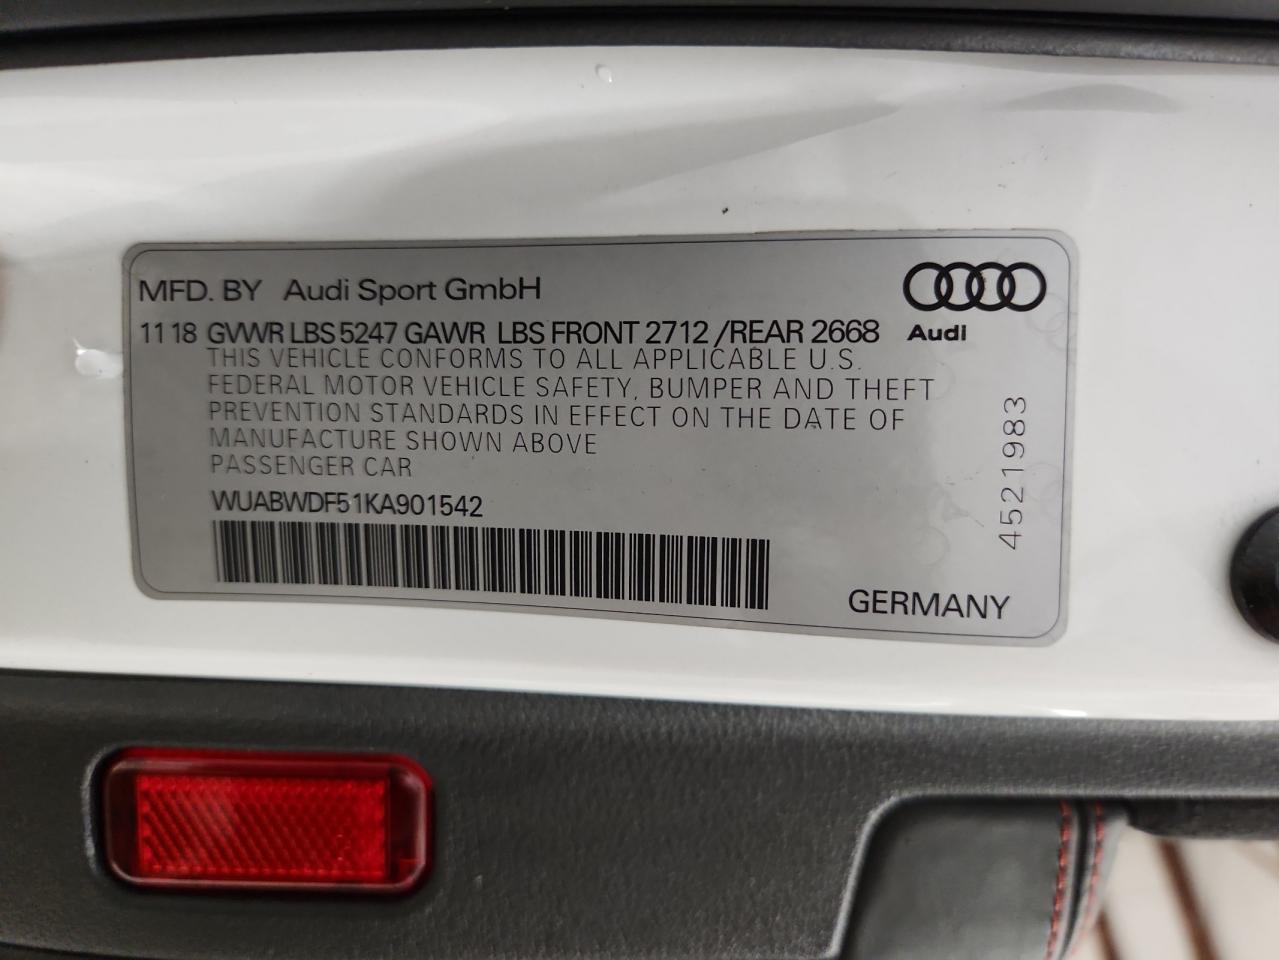 MFD. BY Audi Sport GmbH
11 18 GVWR LBS 5247 GAWR LBS FRONT 2712 /REAR 2668
Audi
THIS VEHICLE CONFORMS TO ALL APPLICABLE U.S.
FEDERAL MOTOR VEHICLE SAFETY, BUMPER AND THEFT
PREVENTION STANDARDS IN EFFECT ON THE DATE OF
MANUFACTURE SHOWN ABOVE
PASSENGER CAR
WUABWDF51KA901542
4521983
GERMANY